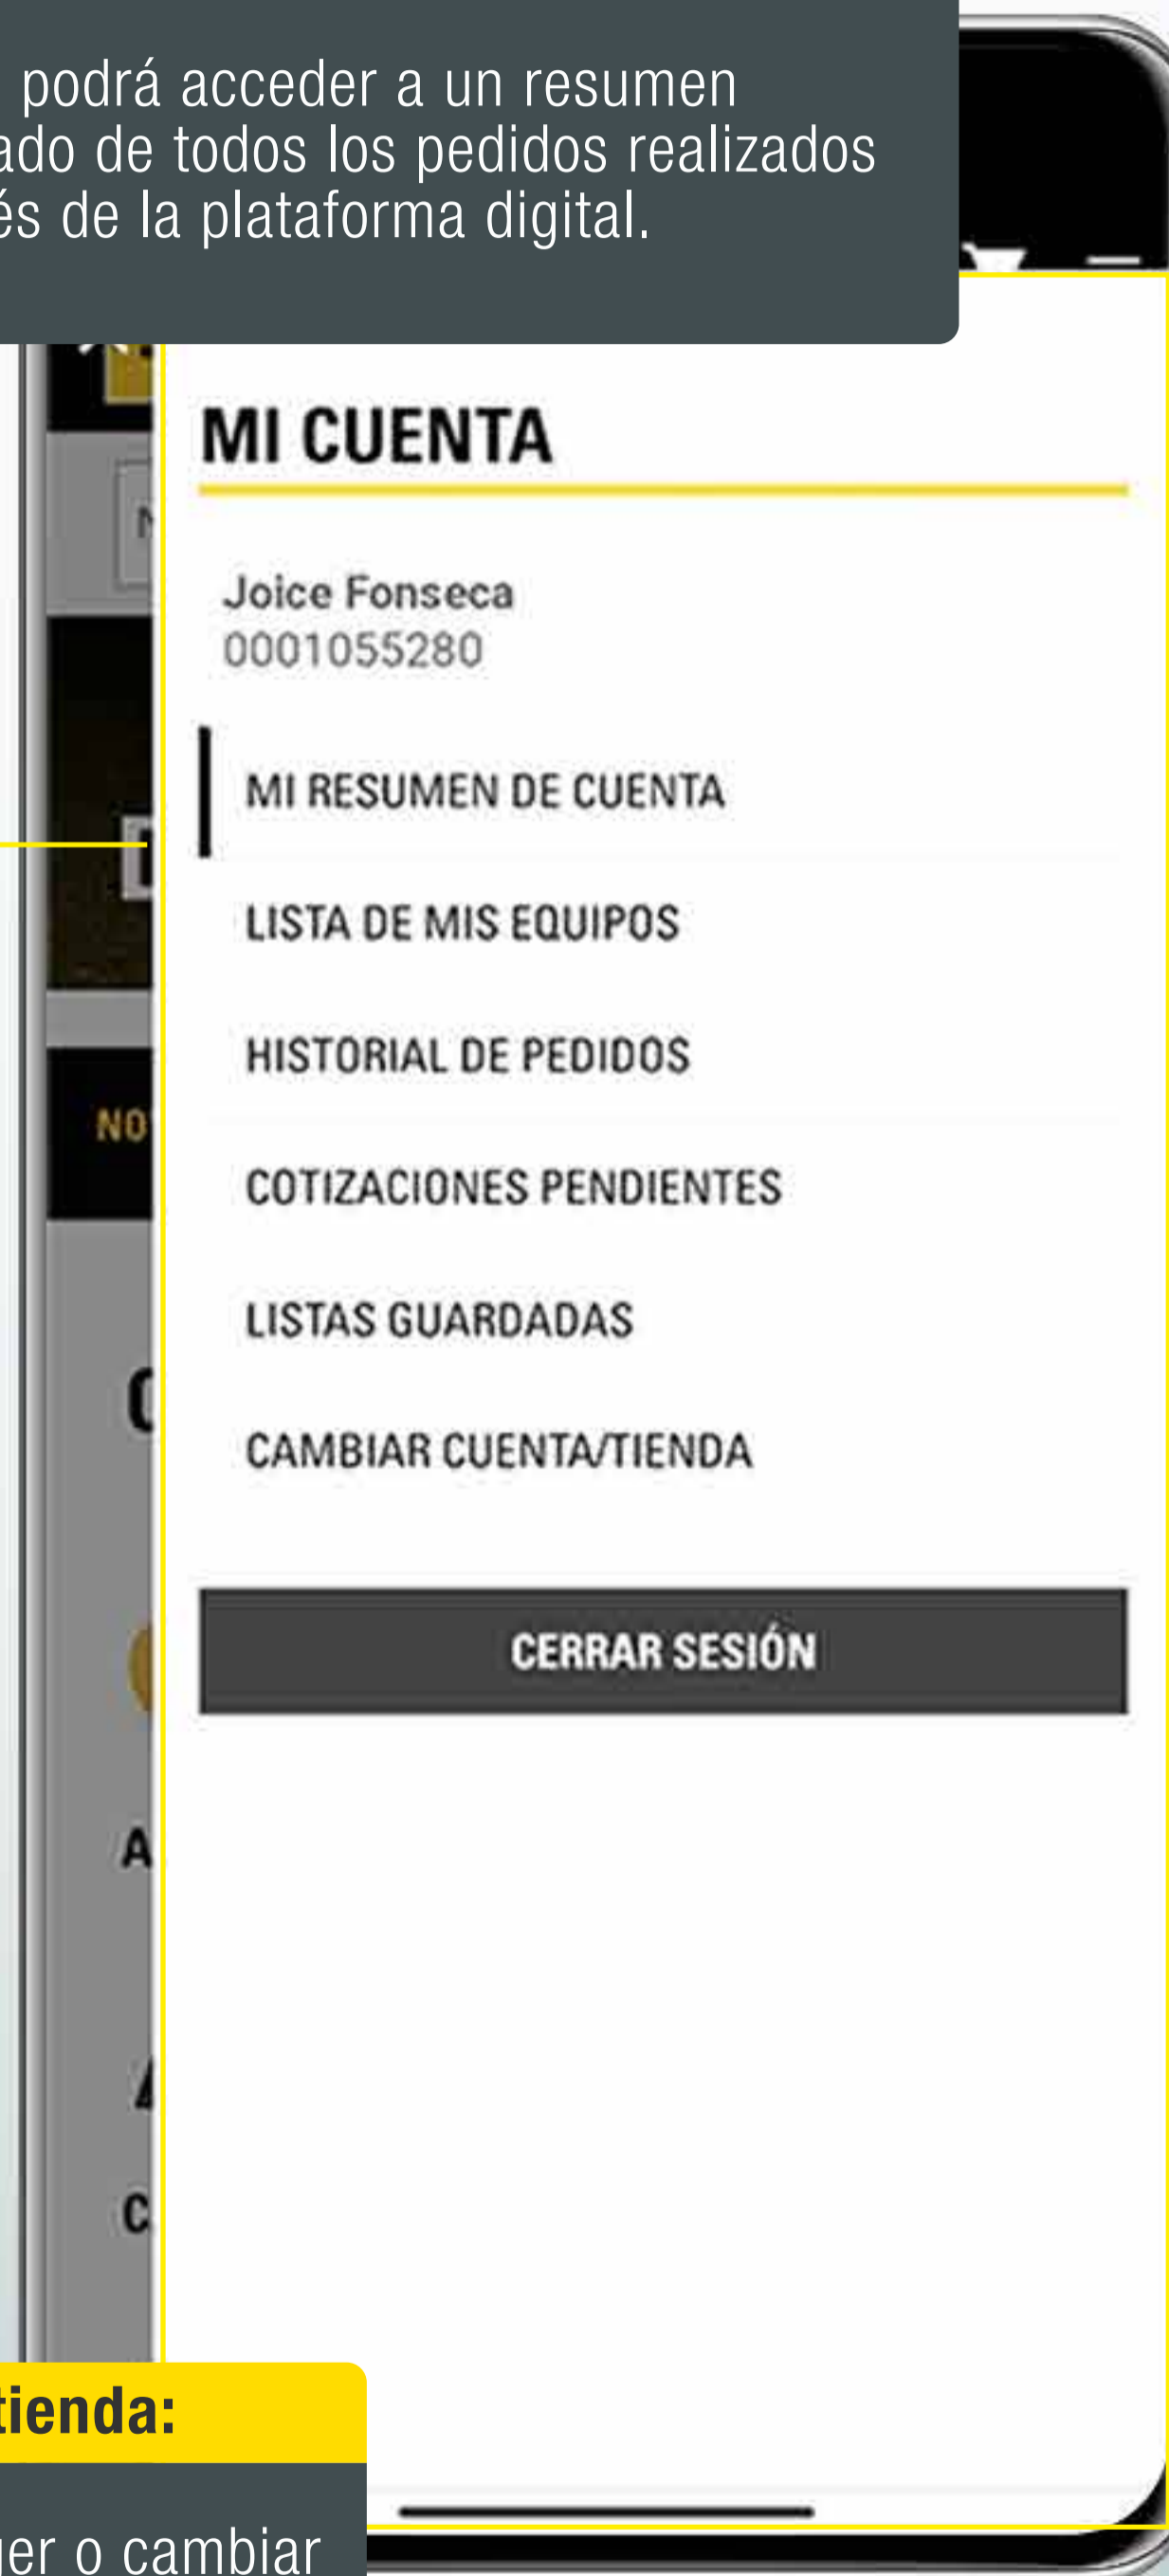 podrá acceder a un resumen
ado de todos los pedidos realizados
és de la plataforma digital.
MI CUENTA
Joice Fonseca
0001055280
MI RESUMEN DE CUENTA
LISTA DE MIS EQUIPOS
HISTORIAL DE PEDIDOS
NO
COTIZACIONES PENDIENTES
LISTAS GUARDADAS
CAMBIAR CUENTA/TIENDA
CERRAR SESIÓN
A
C
tienda:
ger o cambiar